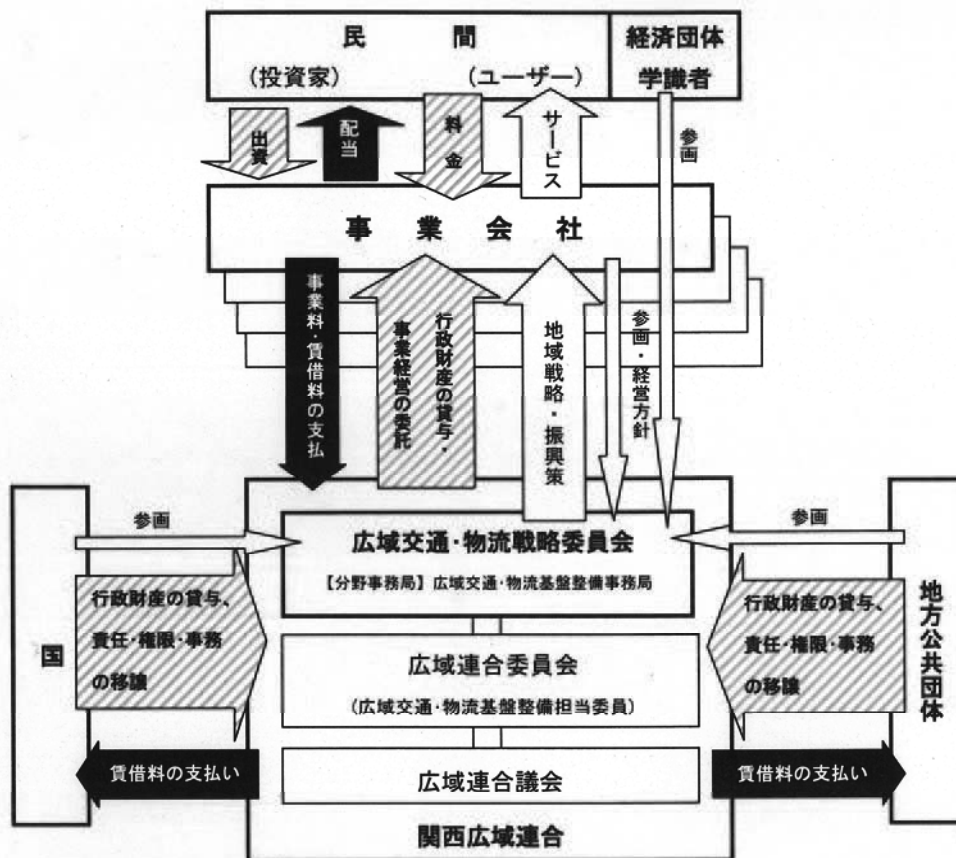 民間
(投資家)
(ユーザー)
経済団体
学識者
出資
配当
料金
サービス
参画
事業会社
事業料・賃借料の支払
行政財産の貸与・
事業経営の委託
地域戦略・振興策
参画・経営方針
国
参画
行政財産の貸与、
責任・権限・事務
の移譲
賃借料の支払い
広域交通・物流戦略委員会
【分野事務局】広域交通・物流基盤整備事務局
広域連合委員会
(広域交通・物流基盤整備担当委員)
広域連合議会
関西広域連合
参画
行政財産の貸与、
責任・権限・事務
の移譲
賃借料の支払い
地方公共団体